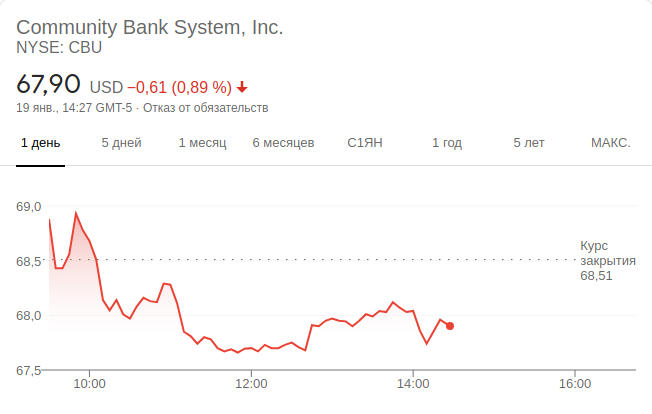 Community Bank System, Inc.
NYSE: CBU
67,90 USD −0,61 (0,89 %)
19 янв., 14:27 GMT-5 · Отказ от обязательств
1 день 5 дней 1 месяц 6 месяцев С1ЯН 1 год 5 лет МАКС.
69,0
Курс
закрытия
68,51
68,5
68,0
67,5
10:00 12:00 14:00 16:00